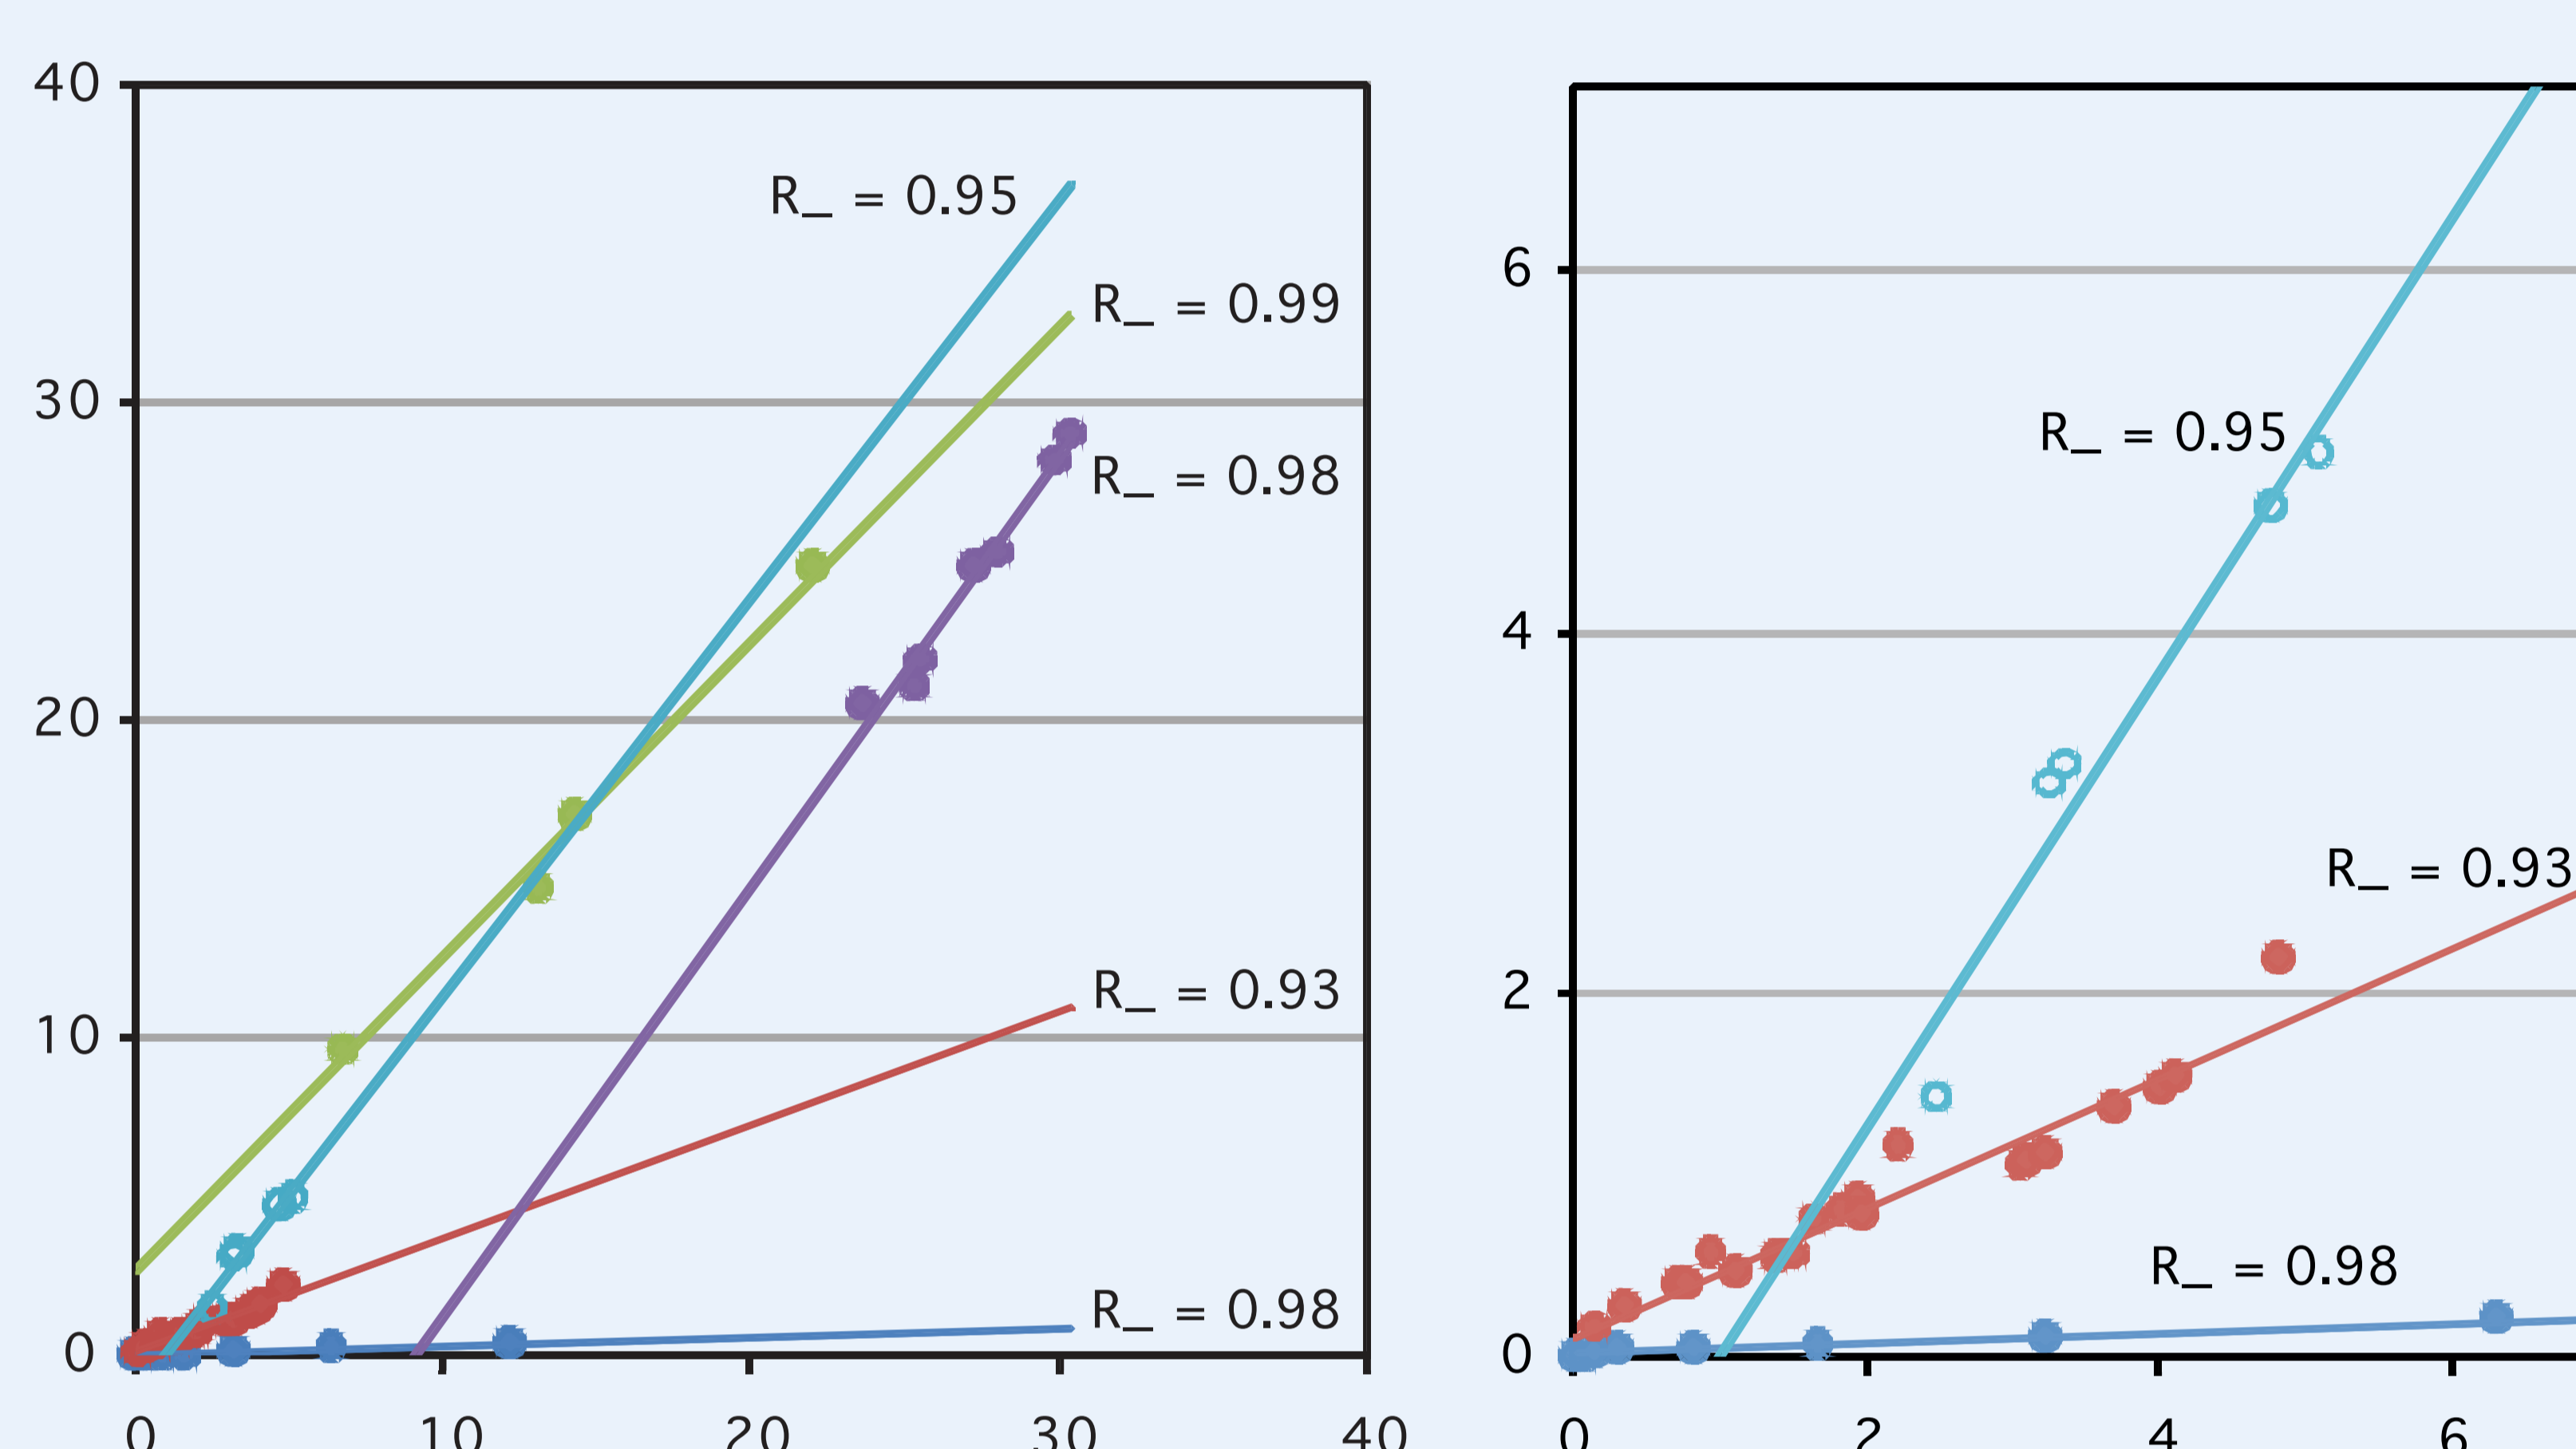 40
R_ = 0.95
R_ = 0.99
30
R_ = 0.98
20
R_ = 0.93
10
R_ = 0.98
0
0 10 20 30 40
6
R_ = 0.95
4
R_ = 0.93
2
R_ = 0.98
0
0 2 4 6